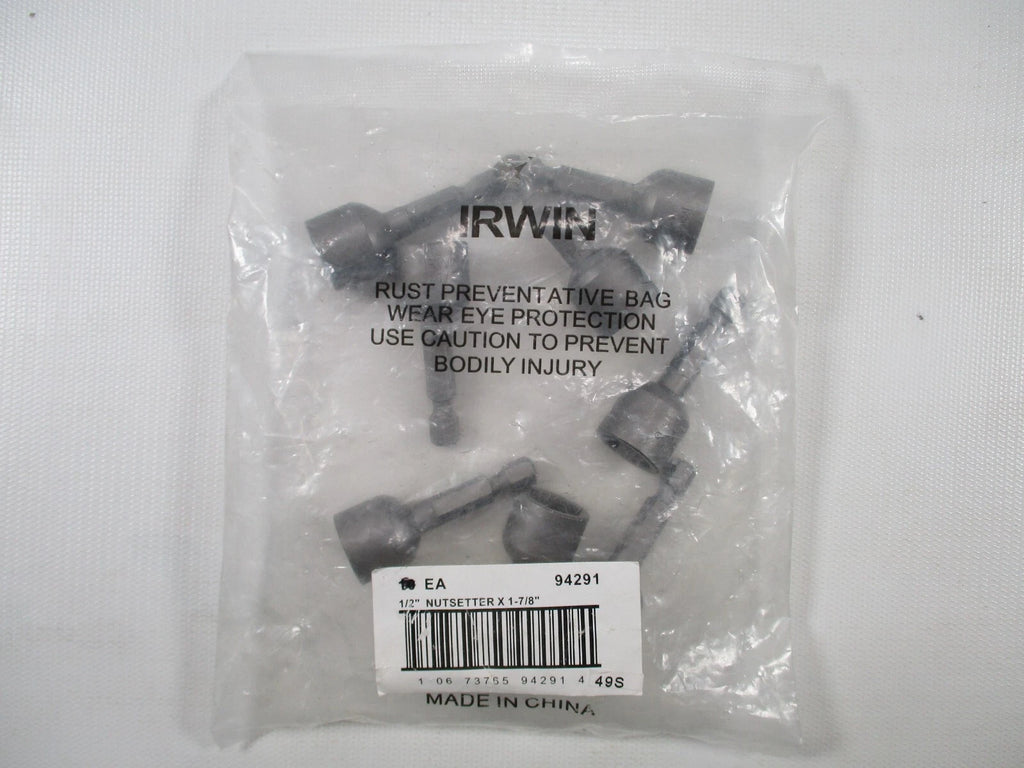 IRWIN
RUST PREVENTATIVE BAG
WEAR EYE PROTECTION
USE CAUTION TO PREVENT
BODILY INJURY
EA 94291
1/2" NUTSETTER X 1-7/8"
1 06 73755 94291 4 49S
MADE IN CHINA